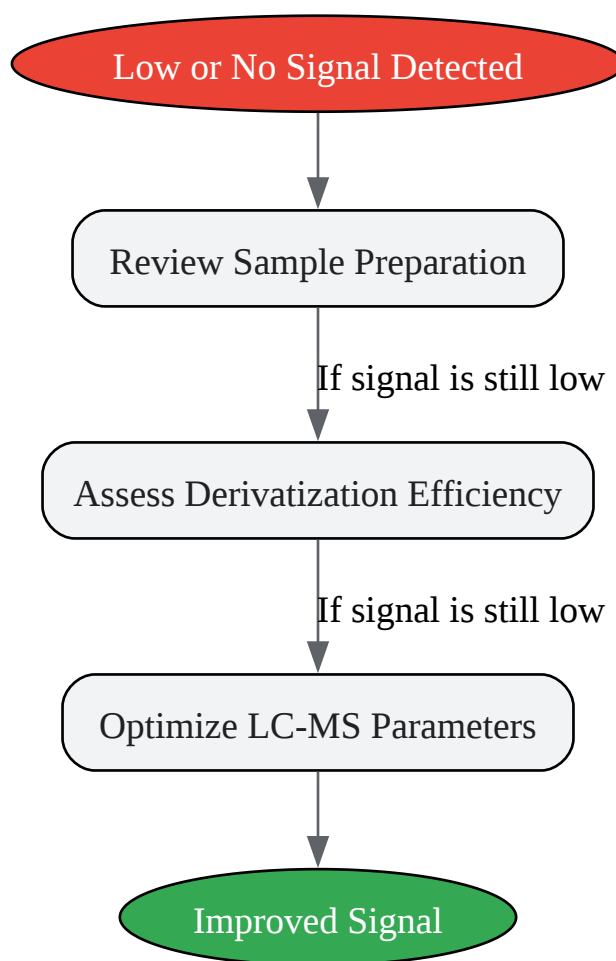 Low or No Signal Detected
Review Sample Preparation
If signal is still low
Assess Derivatization Efficiency
If signal is still low
Optimize LC-MS Parameters
Improved Signal